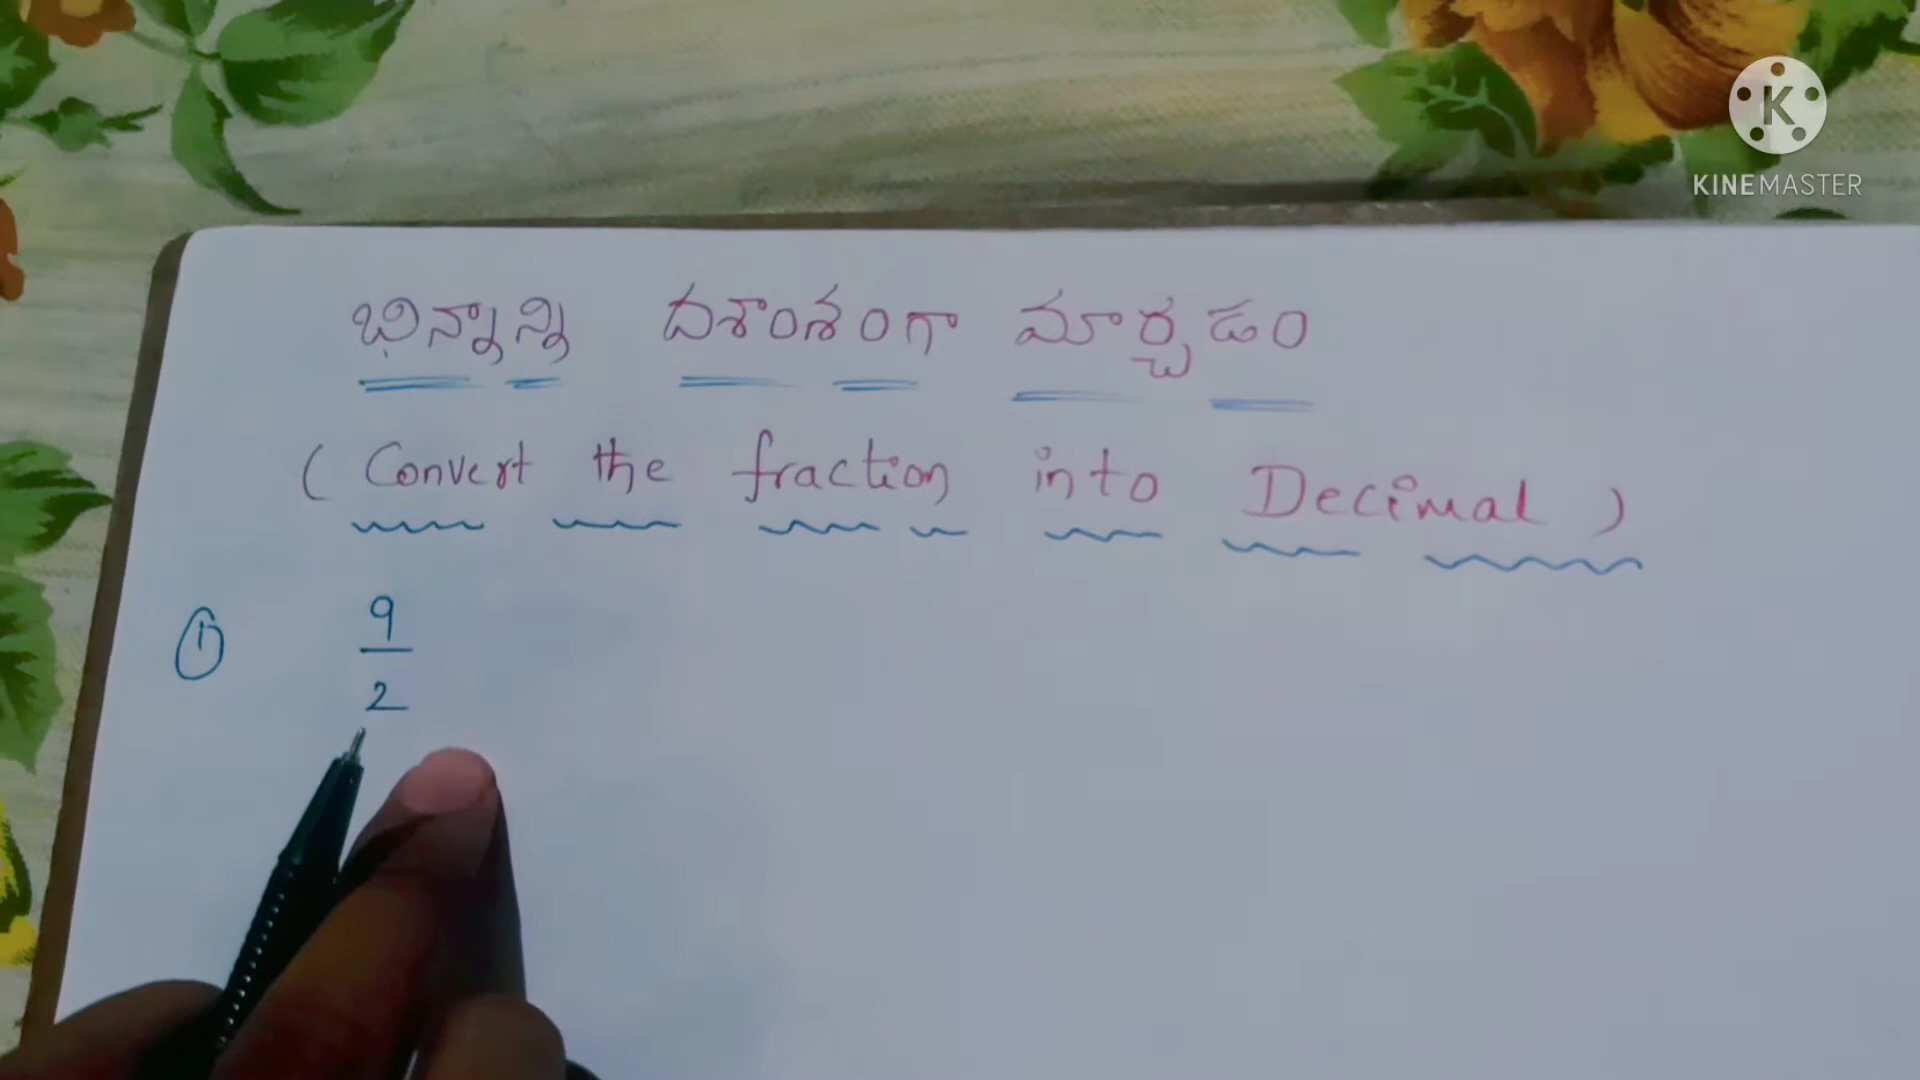 KINEMASTER
భిన్నాన్ని దశాంశంగా మార్చడం
( Convert the fraction into Decimal )
① 9/2